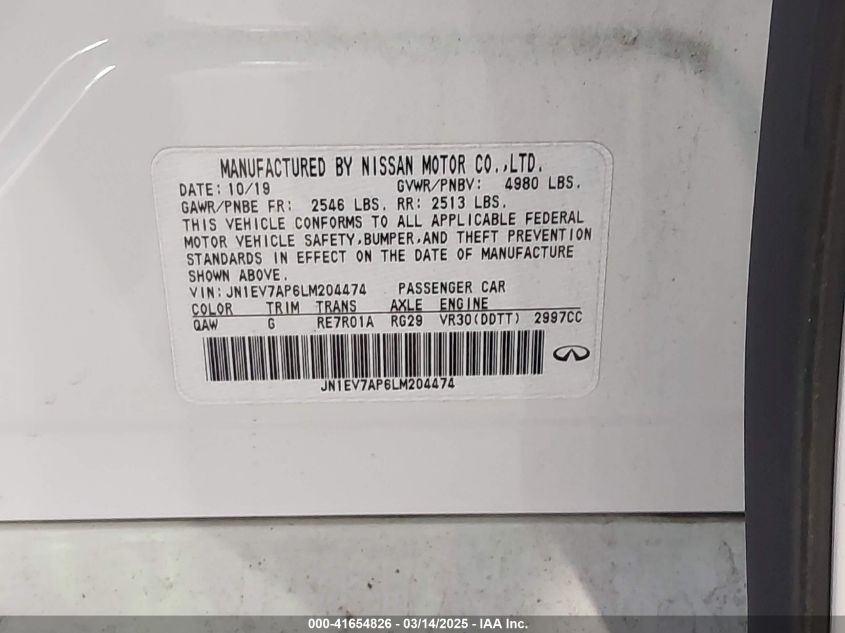 MANUFACTURED BY NISSAN MOTOR CO.,LTD.
DATE: 10/19 GVWR/PNBV: 4980 LBS.
GAWR/PNBE FR: 2546 LBS. RR: 2513 LBS.
THIS VEHICLE CONFORMS TO ALL APPLICABLE FEDERAL
MOTOR VEHICLE SAFETY,BUMPER,AND THEFT PREVENTION
STANDARDS IN EFFECT ON THE DATE OF MANUFACTURE
SHOWN ABOVE.
VIN: JN1EV7AP6LM204474 PASSENGER CAR
COLOR TRIM TRANS AXLE ENGINE
QAW G RE7R01A RG29 VR30(DDTT) 2997CC
JN1EV7AP6LM204474
000-41654826 - 03/14/2025 - IAA Inc.